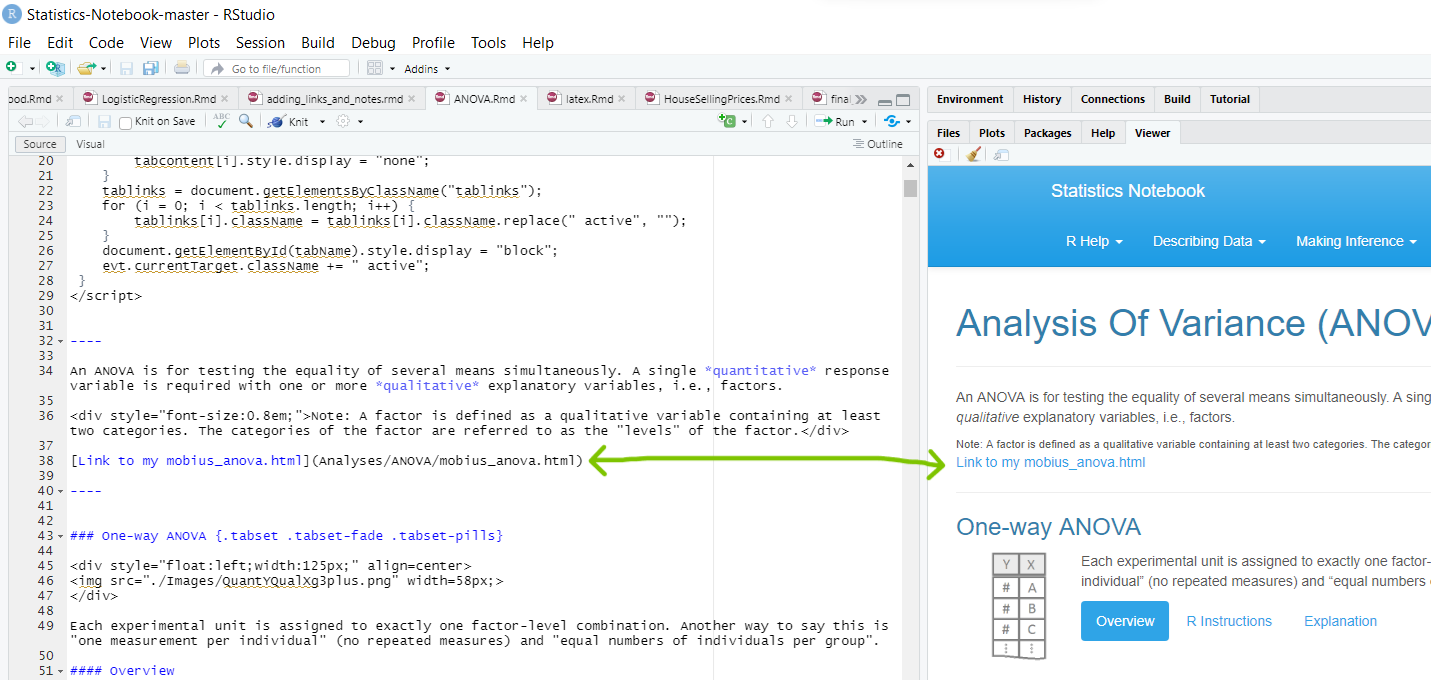 Statistics-Notebook-master - RStudio
File Edit Code View Plots Session Build Debug Profile Tools Help
Go to file/function Addins
ood.Rmd LogisticRegression.Rmd adding_links_and_notes.rmd ANOVA.Rmd latex.Rmd HouseSellingPrices.Rmd final
Knit on Save ABC Knit Run
Source Visual Outline
20 tabcontent[i].style.display = "none";
21 }
22 tablinks = document.getElementsByClassName("tablinks");
23 for (i = 0; i < tablinks.length; i++) {
24 tablinks[i].className = tablinks[i].className.replace(" active", "");
25 }
26 document.getElementById(tabName).style.display = "block";
27 evt.currentTarget.className += " active";
28 }
29 </script>
30
31
32 ----
33
34 An ANOVA is for testing the equality of several means simultaneously. A single *quantitative* response
variable is required with one or more *qualitative* explanatory variables, i.e., factors.
35
36 <div style="font-size:0.8em;">Note: A factor is defined as a qualitative variable containing at least
two categories. The categories of the factor are referred to as the "levels" of the factor.</div>
37
38 [Link to my mobius_anova.html](Analyses/ANOVA/mobius_anova.html)
39
40 ----
41
42
43 ### One-way ANOVA {.tabset .tabset-fade .tabset-pills}
44
45 <div style="float:left;width:125px;" align=center>
46 <img src="./Images/QuantYQualXg3plus.png" width=58px;>
47 </div>
48
49 Each experimental unit is assigned to exactly one factor-level combination. Another way to say this is
"one measurement per individual" (no repeated measures) and "equal numbers of individuals per group".
50
51 #### Overview
Environment History Connections Build Tutorial
Files Plots Packages Help Viewer
Statistics Notebook
R Help Describing Data Making Inference
Analysis Of Variance (ANOV
An ANOVA is for testing the equality of several means simultaneously. A sing
qualitative explanatory variables, i.e., factors.
Note: A factor is defined as a qualitative variable containing at least two categories. The categor
Link to my mobius_anova.html
One-way ANOVA
Y X
# A
# B
# C
⋮ ⋮
Each experimental unit is assigned to exactly one factor-
individual” (no repeated measures) and “equal numbers
Overview R Instructions Explanation